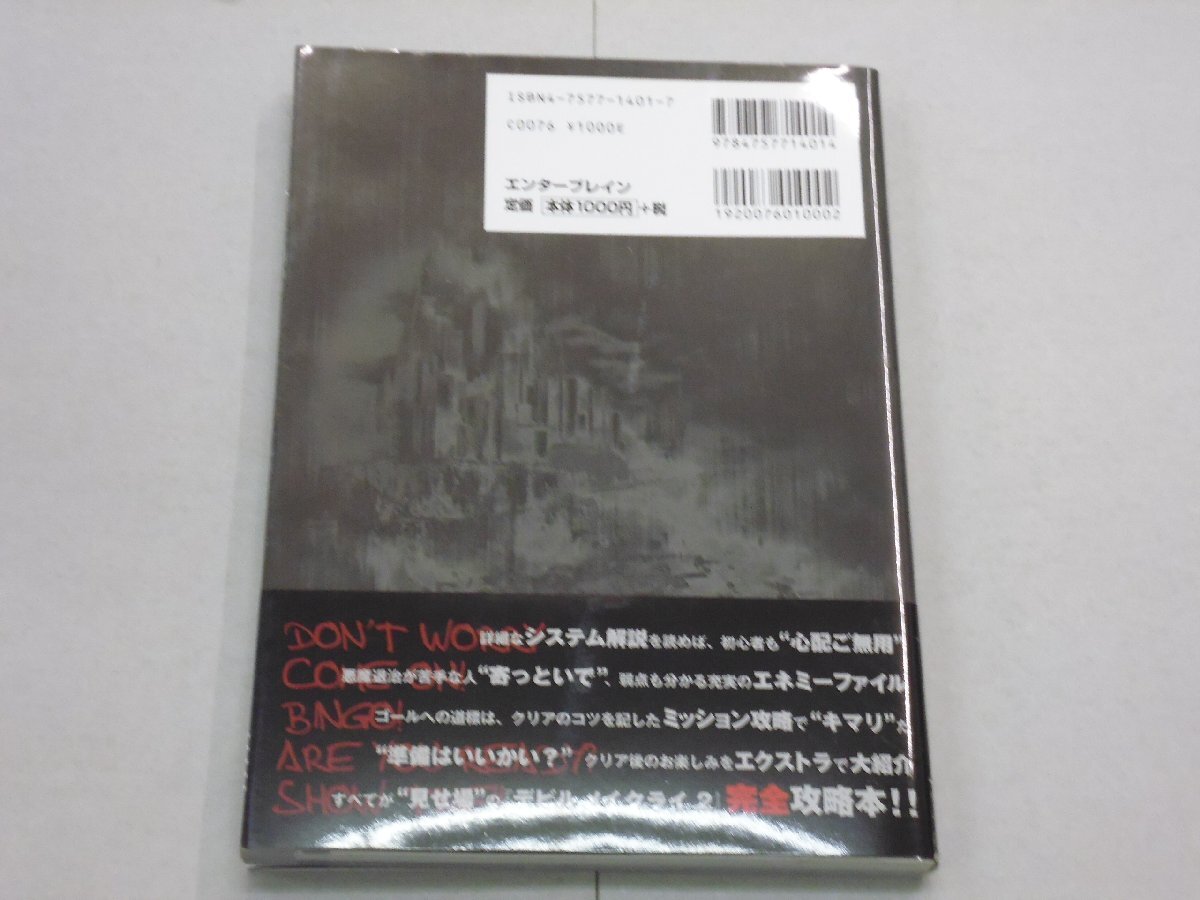 ISBN4-7577-1401-7
C0076 ¥1000E
9784757714014
エンターブレイン
定価 [本体1000円]+税
1920076010002
DON'T WORRY
詳細なシステム解説を読めば、初心者も“心配ご無用”
COME ON!
悪魔退治が苦手な人“寄っといで”、弱点も分かる充実のエネミーファイル
BINGO!
ゴールへの道標は、クリアのコツを記したミッション攻略で“キマリ”だ
ARE YOU READY?
“準備はいいかい？” クリア後のお楽しみをエクストラで大紹介
すべてが“見せ場”の『デビル メイ クライ 2』完全攻略本!!